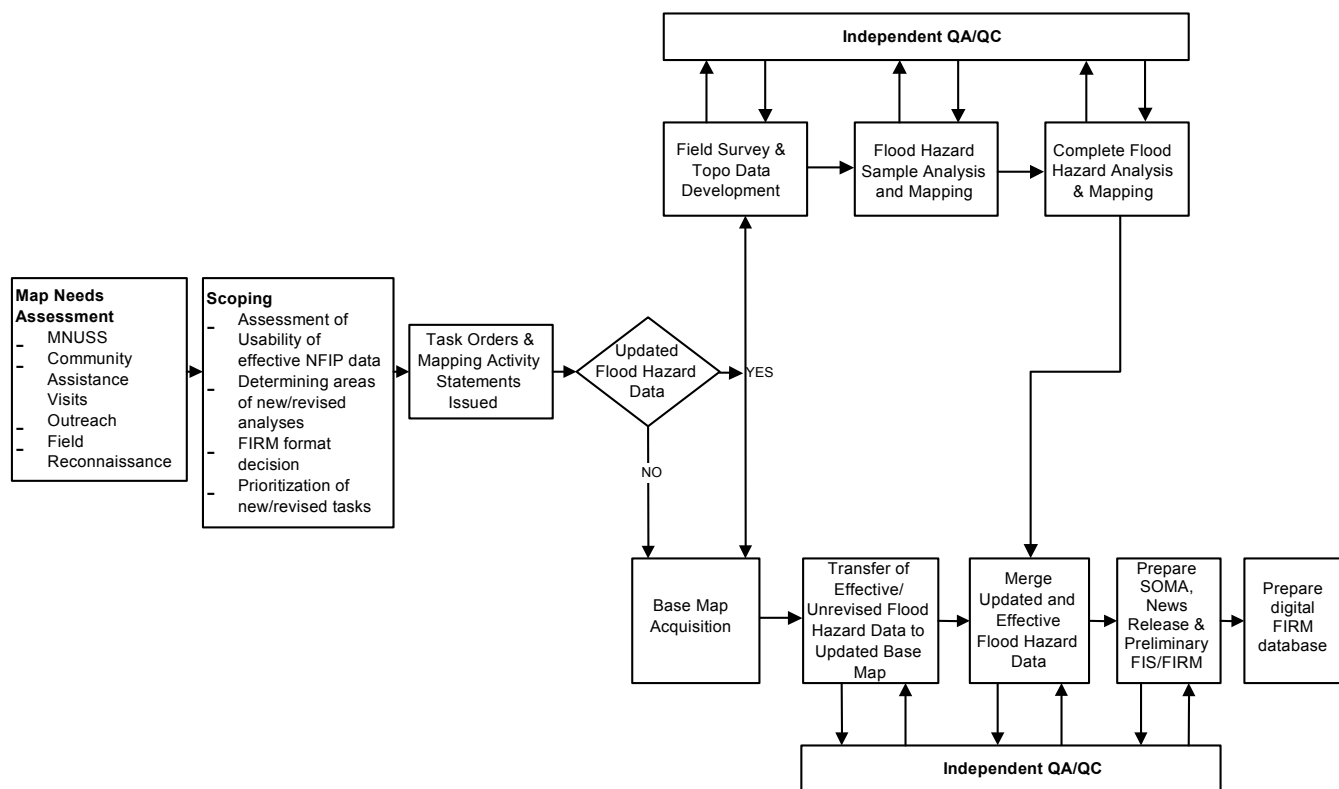 Independent QA/QC
Field Survey &
Topo Data
Development
Flood Hazard
Sample Analysis
and Mapping
Complete Flood
Hazard Analysis
& Mapping
Map Needs
Assessment
- MNUSS
- Community
Assistance
Visits
- Outreach
- Field
Reconnaissance
Scoping
- Assessment of
Usability of
effective NFIP data
- Determining areas
of new/revised
analyses
- FIRM format
decision
- Prioritization of
new/revised tasks
Task Orders &
Mapping Activity
Statements
Issued
Updated
Flood Hazard
Data
YES
NO
Base Map
Acquisition
Transfer of
Effective/
Unrevised Flood
Hazard Data to
Updated Base
Map
Merge
Updated and
Effective
Flood Hazard
Data
Prepare
SOMA,
News
Release &
Preliminary
FIS/FIRM
Prepare
digital
FIRM
database
Independent QA/QC